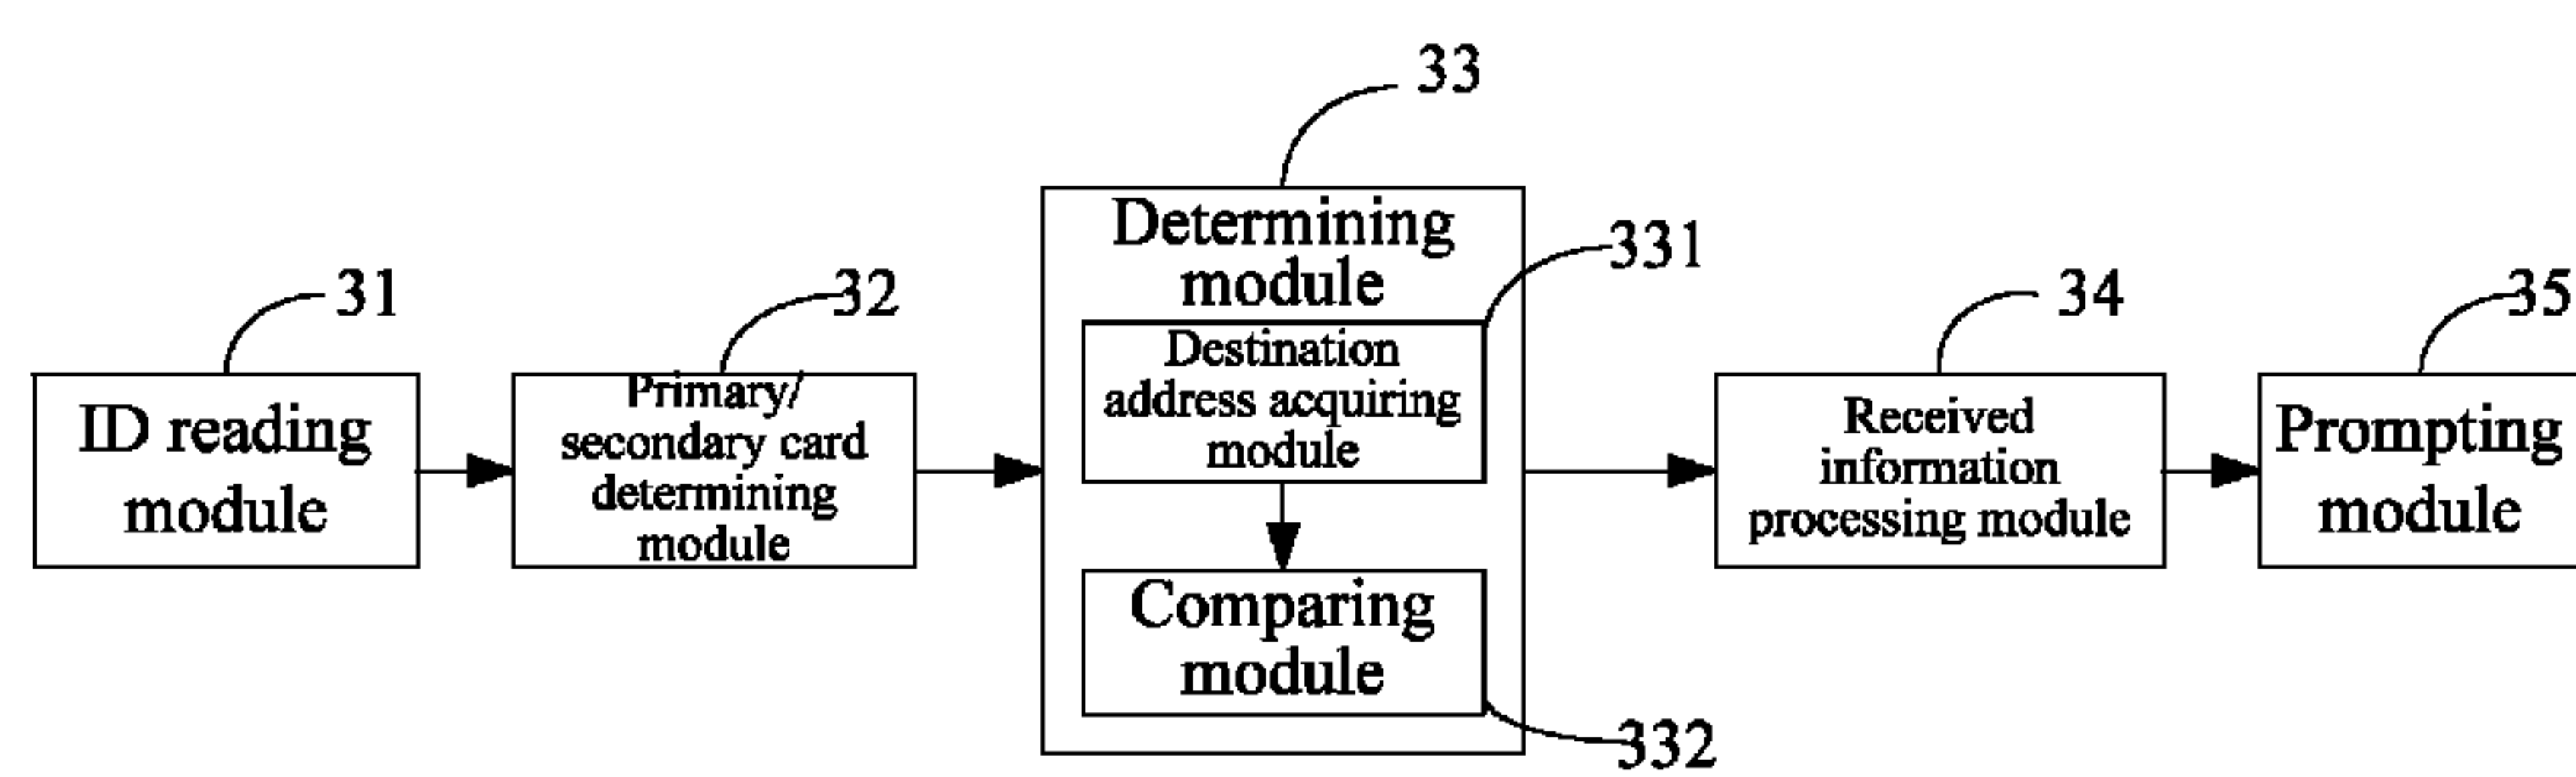 33
Determining
module
331
31
32
34
35
Destination
address acquiring
module
ID reading
module
Primary/
secondary card
determining
module
Received
information
processing module
Prompting
module
Comparing
module
332